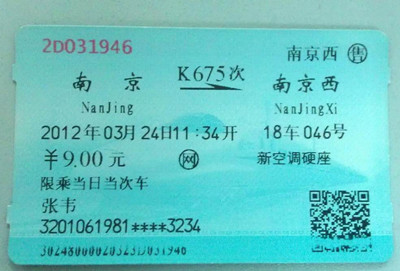 2D031946 南京西 售
南京 K675次 南京西
NanJing NanJingXi
2012年03月24日11:34开 18车046号
￥9.00元 网 新空调硬座
限乘当日当次车
张韦
3201061981****3234